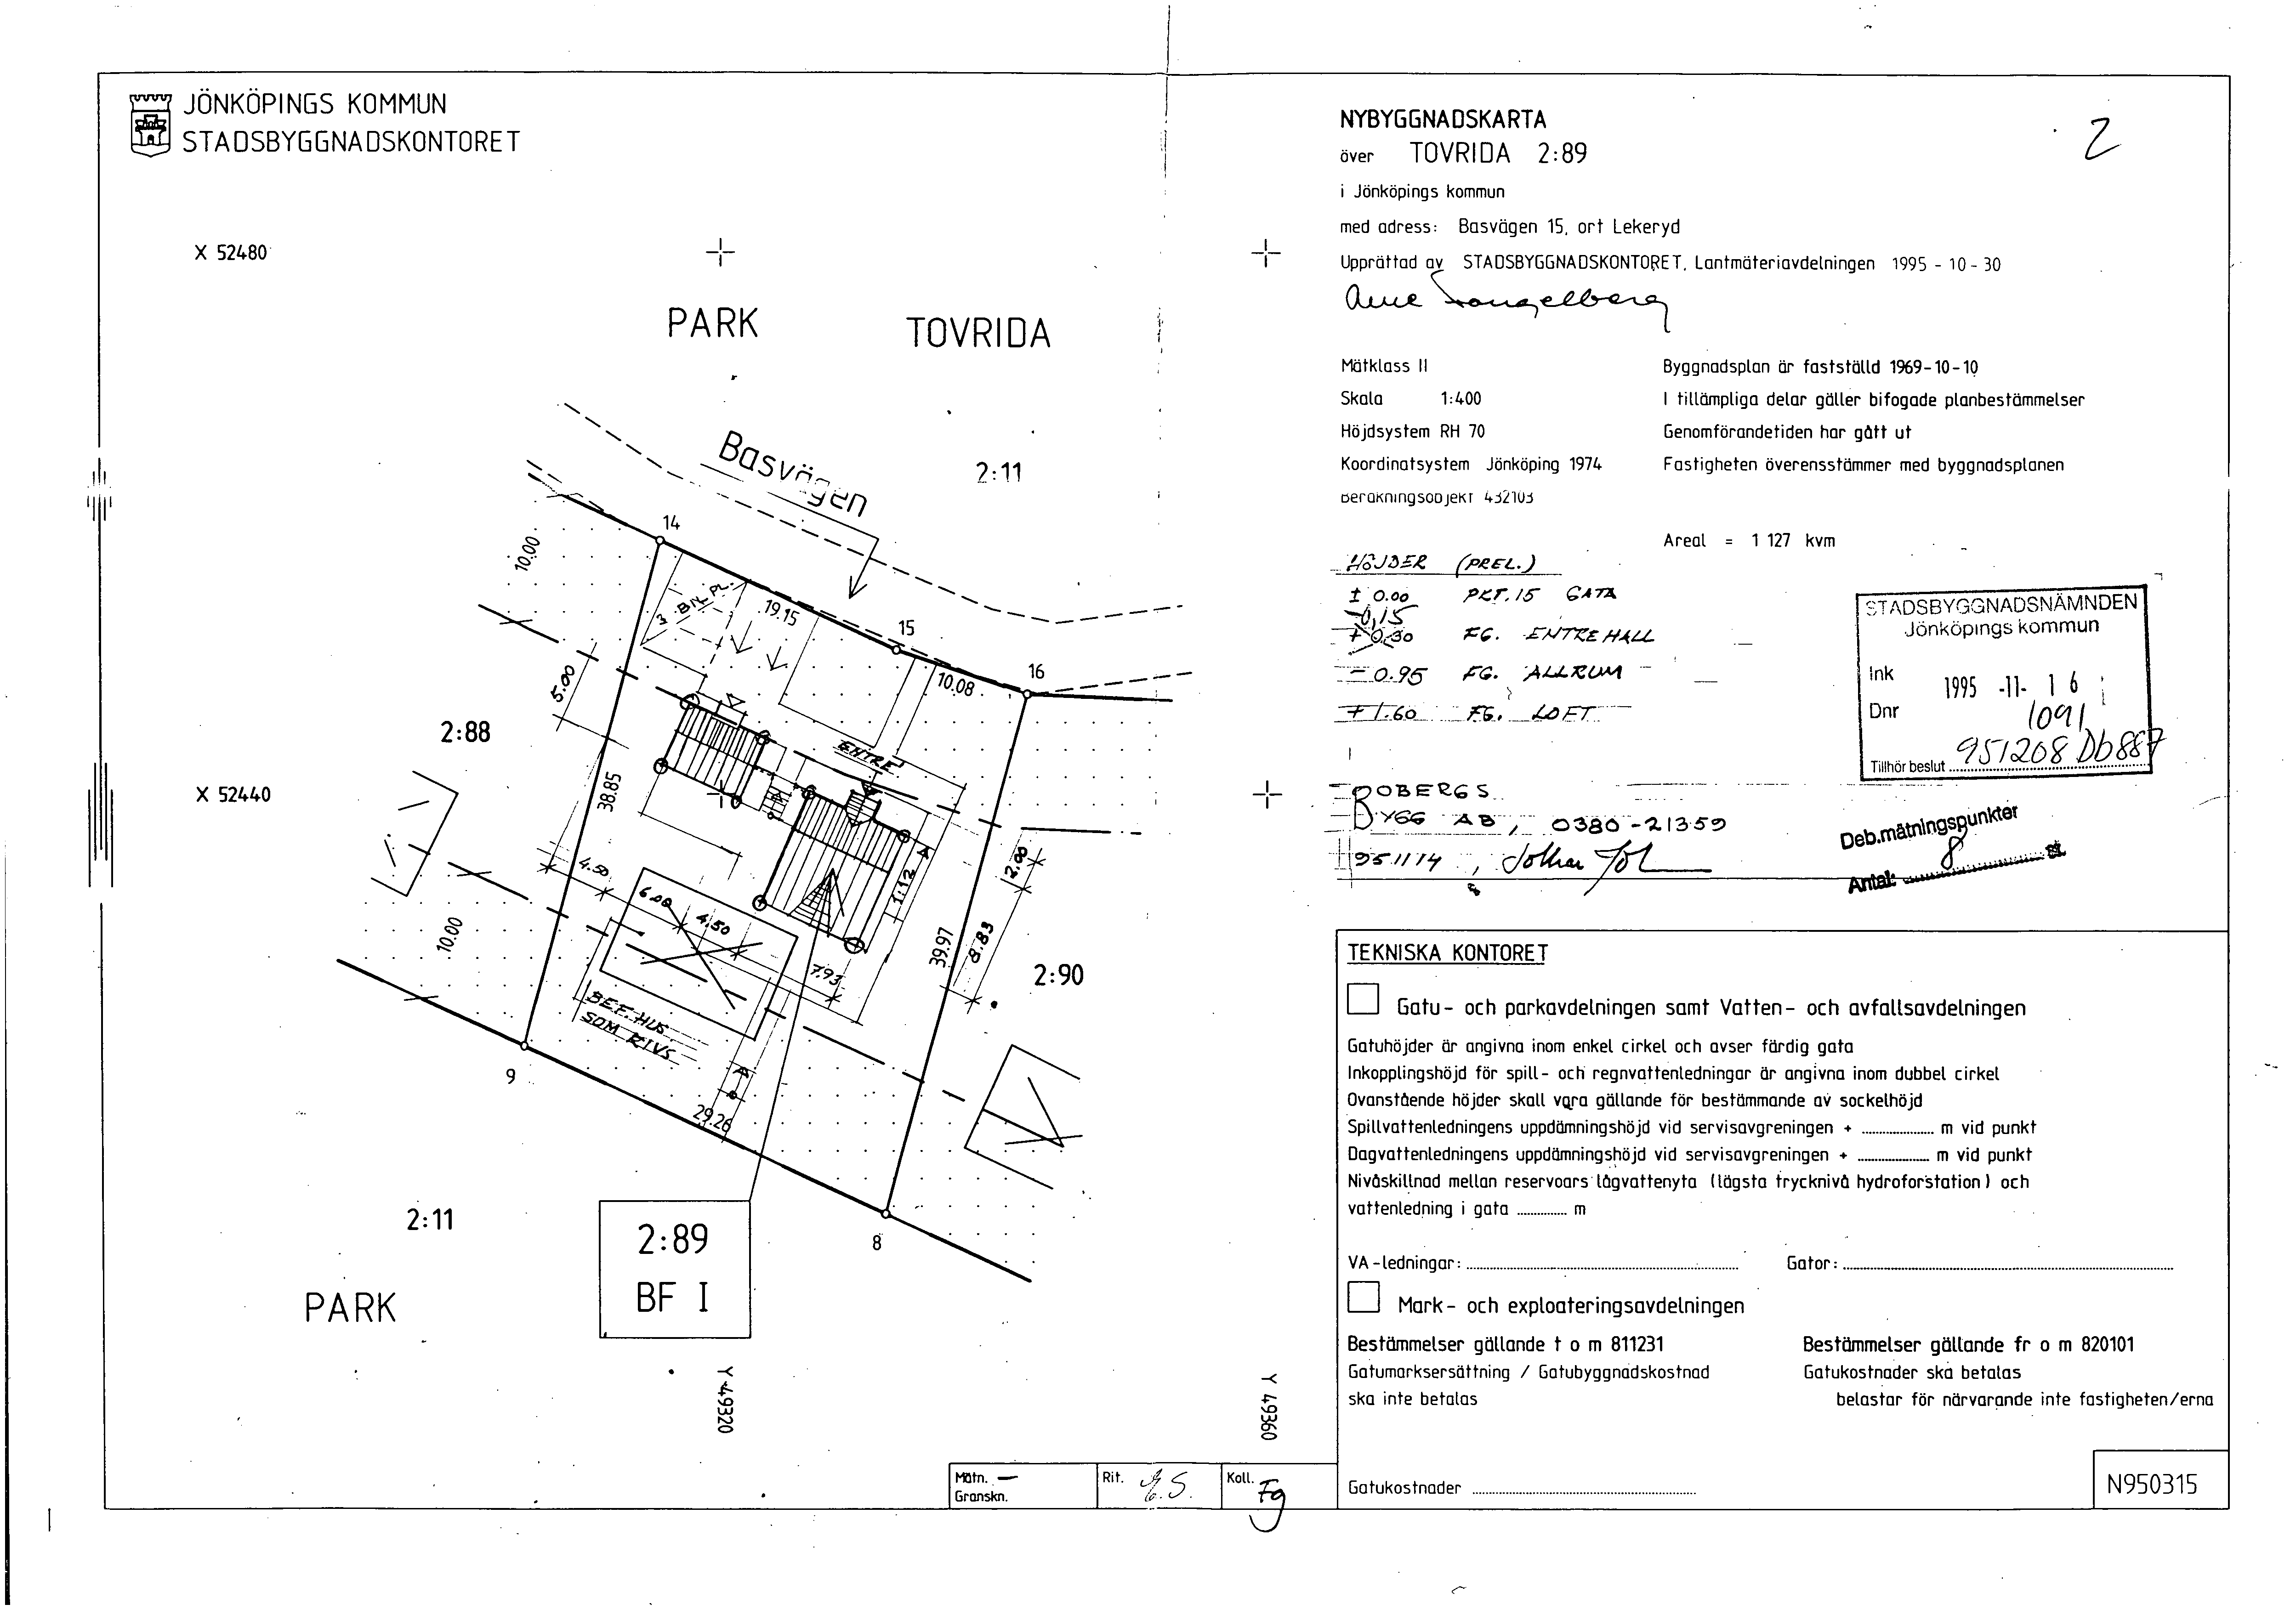 JÖNKÖPINGS KOMMUN
STADSBYGGNADSKONTORET
X 52480
PARK
TOVRIDA
Basvägen
2:11
14
10.00
3 BIL PL.
19.15
15
16
10.08
5.00
2:88
ENTRE
X 52440
38.85
4.50
6.00
4.50
7.93
A
1:12
2.00
8.83
39.97
10.00
2:90
BEF. HUS
SOM RIVS
9
A
29.26
8
2:11
PARK
2:89
BF I
Y 49320
Y 49360
Mätn.
Granskn.
Rit.
Koll.
Fg
NYBYGGNADSKARTA
över TOVRIDA 2:89
i Jönköpings kommun
med adress: Basvägen 15, ort Lekeryd
Upprättad av STADSBYGGNADSKONTORET, Lantmäteriavdelningen 1995-10-30
2
Mätklass II
Skala 1:400
Höjdsystem RH 70
Koordinatsystem Jönköping 1974
Beräkningsobjekt 432103
Byggnadsplan är fastställd 1969-10-10
I tillämpliga delar gäller bifogade planbestämmelser
Genomförandetiden har gått ut
Fastigheten överensstämmer med byggnadsplanen
Areal = 1 127 kvm
HÖJDER (PREL.)
± 0.00 PKT. 15 GATA
-0,15
+0,30 FG. ENTREHALL
-0.95 FG. ALLRUM
+1.60 FG. LOFT
BOBERGS
BYGG AB, 0380-21359
951114,
STADSBYGGNADSNÄMNDEN
Jönköpings kommun
Ink 1995 -11- 16
Dnr 1091
Tillhör beslut 951208 Db887
Deb.mätningspunkter
Antal: 8 st.
TEKNISKA KONTORET
Gatu- och parkavdelningen samt Vatten- och avfallsavdelningen
Gatuhöjder är angivna inom enkel cirkel och avser färdig gata
Inkopplingshöjd för spill- och regnvattenledningar är angivna inom dubbel cirkel
Ovanstående höjder skall vara gällande för bestämmande av sockelhöjd
Spillvattenledningens uppdämningshöjd vid servisavgreningen + .................... m vid punkt
Dagvattenledningens uppdämningshöjd vid servisavgreningen + .................... m vid punkt
Nivåskillnad mellan reservoars lågvattenyta (lägsta trycknivå hydroforstation) och
vattenledning i gata .............. m
VA-ledningar: ....................
Gator: ....................
Mark- och exploateringsavdelningen
Bestämmelser gällande t o m 811231
Gatumarksersättning / Gatubyggnadskostnad
ska inte betalas
Bestämmelser gällande fr o m 820101
Gatukostnader ska betalas
belastar för närvarande inte fastigheten/erna
Gatukostnader ....................
N950315